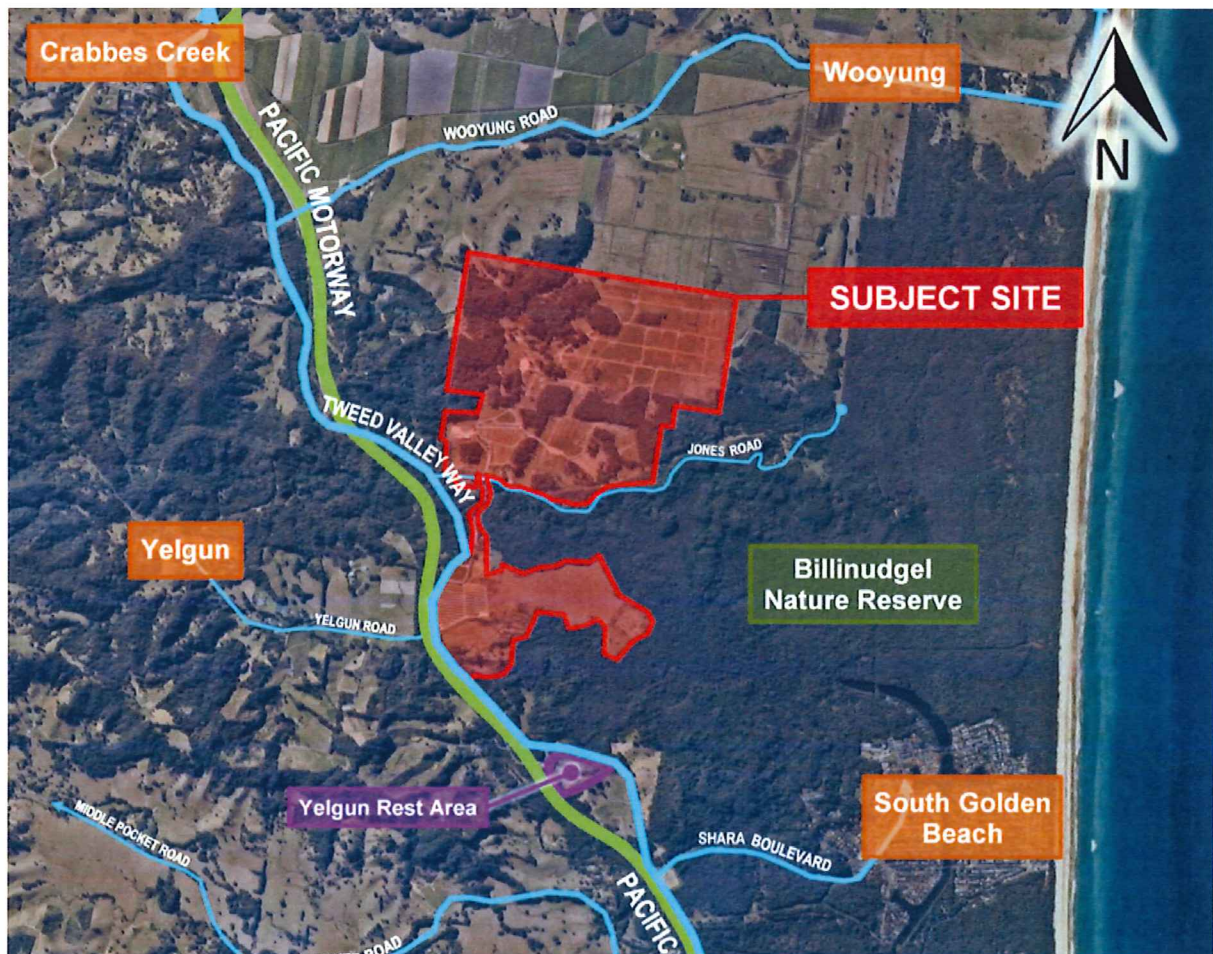 Crabbes Creek
Wooyung
PACIFIC MOTORWAY
WOOYUNG ROAD
N
SUBJECT SITE
TWEED VALLEY WAY
JONES ROAD
Yelgun
Billinudgel
Nature Reserve
YELGUN ROAD
Yelgun Rest Area
South Golden
Beach
MIDDLE POCKET ROAD
SHARA BOULEVARD
PACIFIC
ROAD